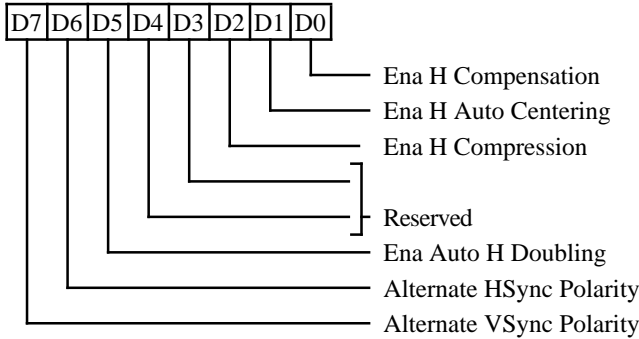 D7 D6 D5 D4 D3 D2 D1 D0
Ena H Compensation
Ena H Auto Centering
Ena H Compression
Reserved
Ena Auto H Doubling
Alternate HSync Polarity
Alternate VSync Polarity